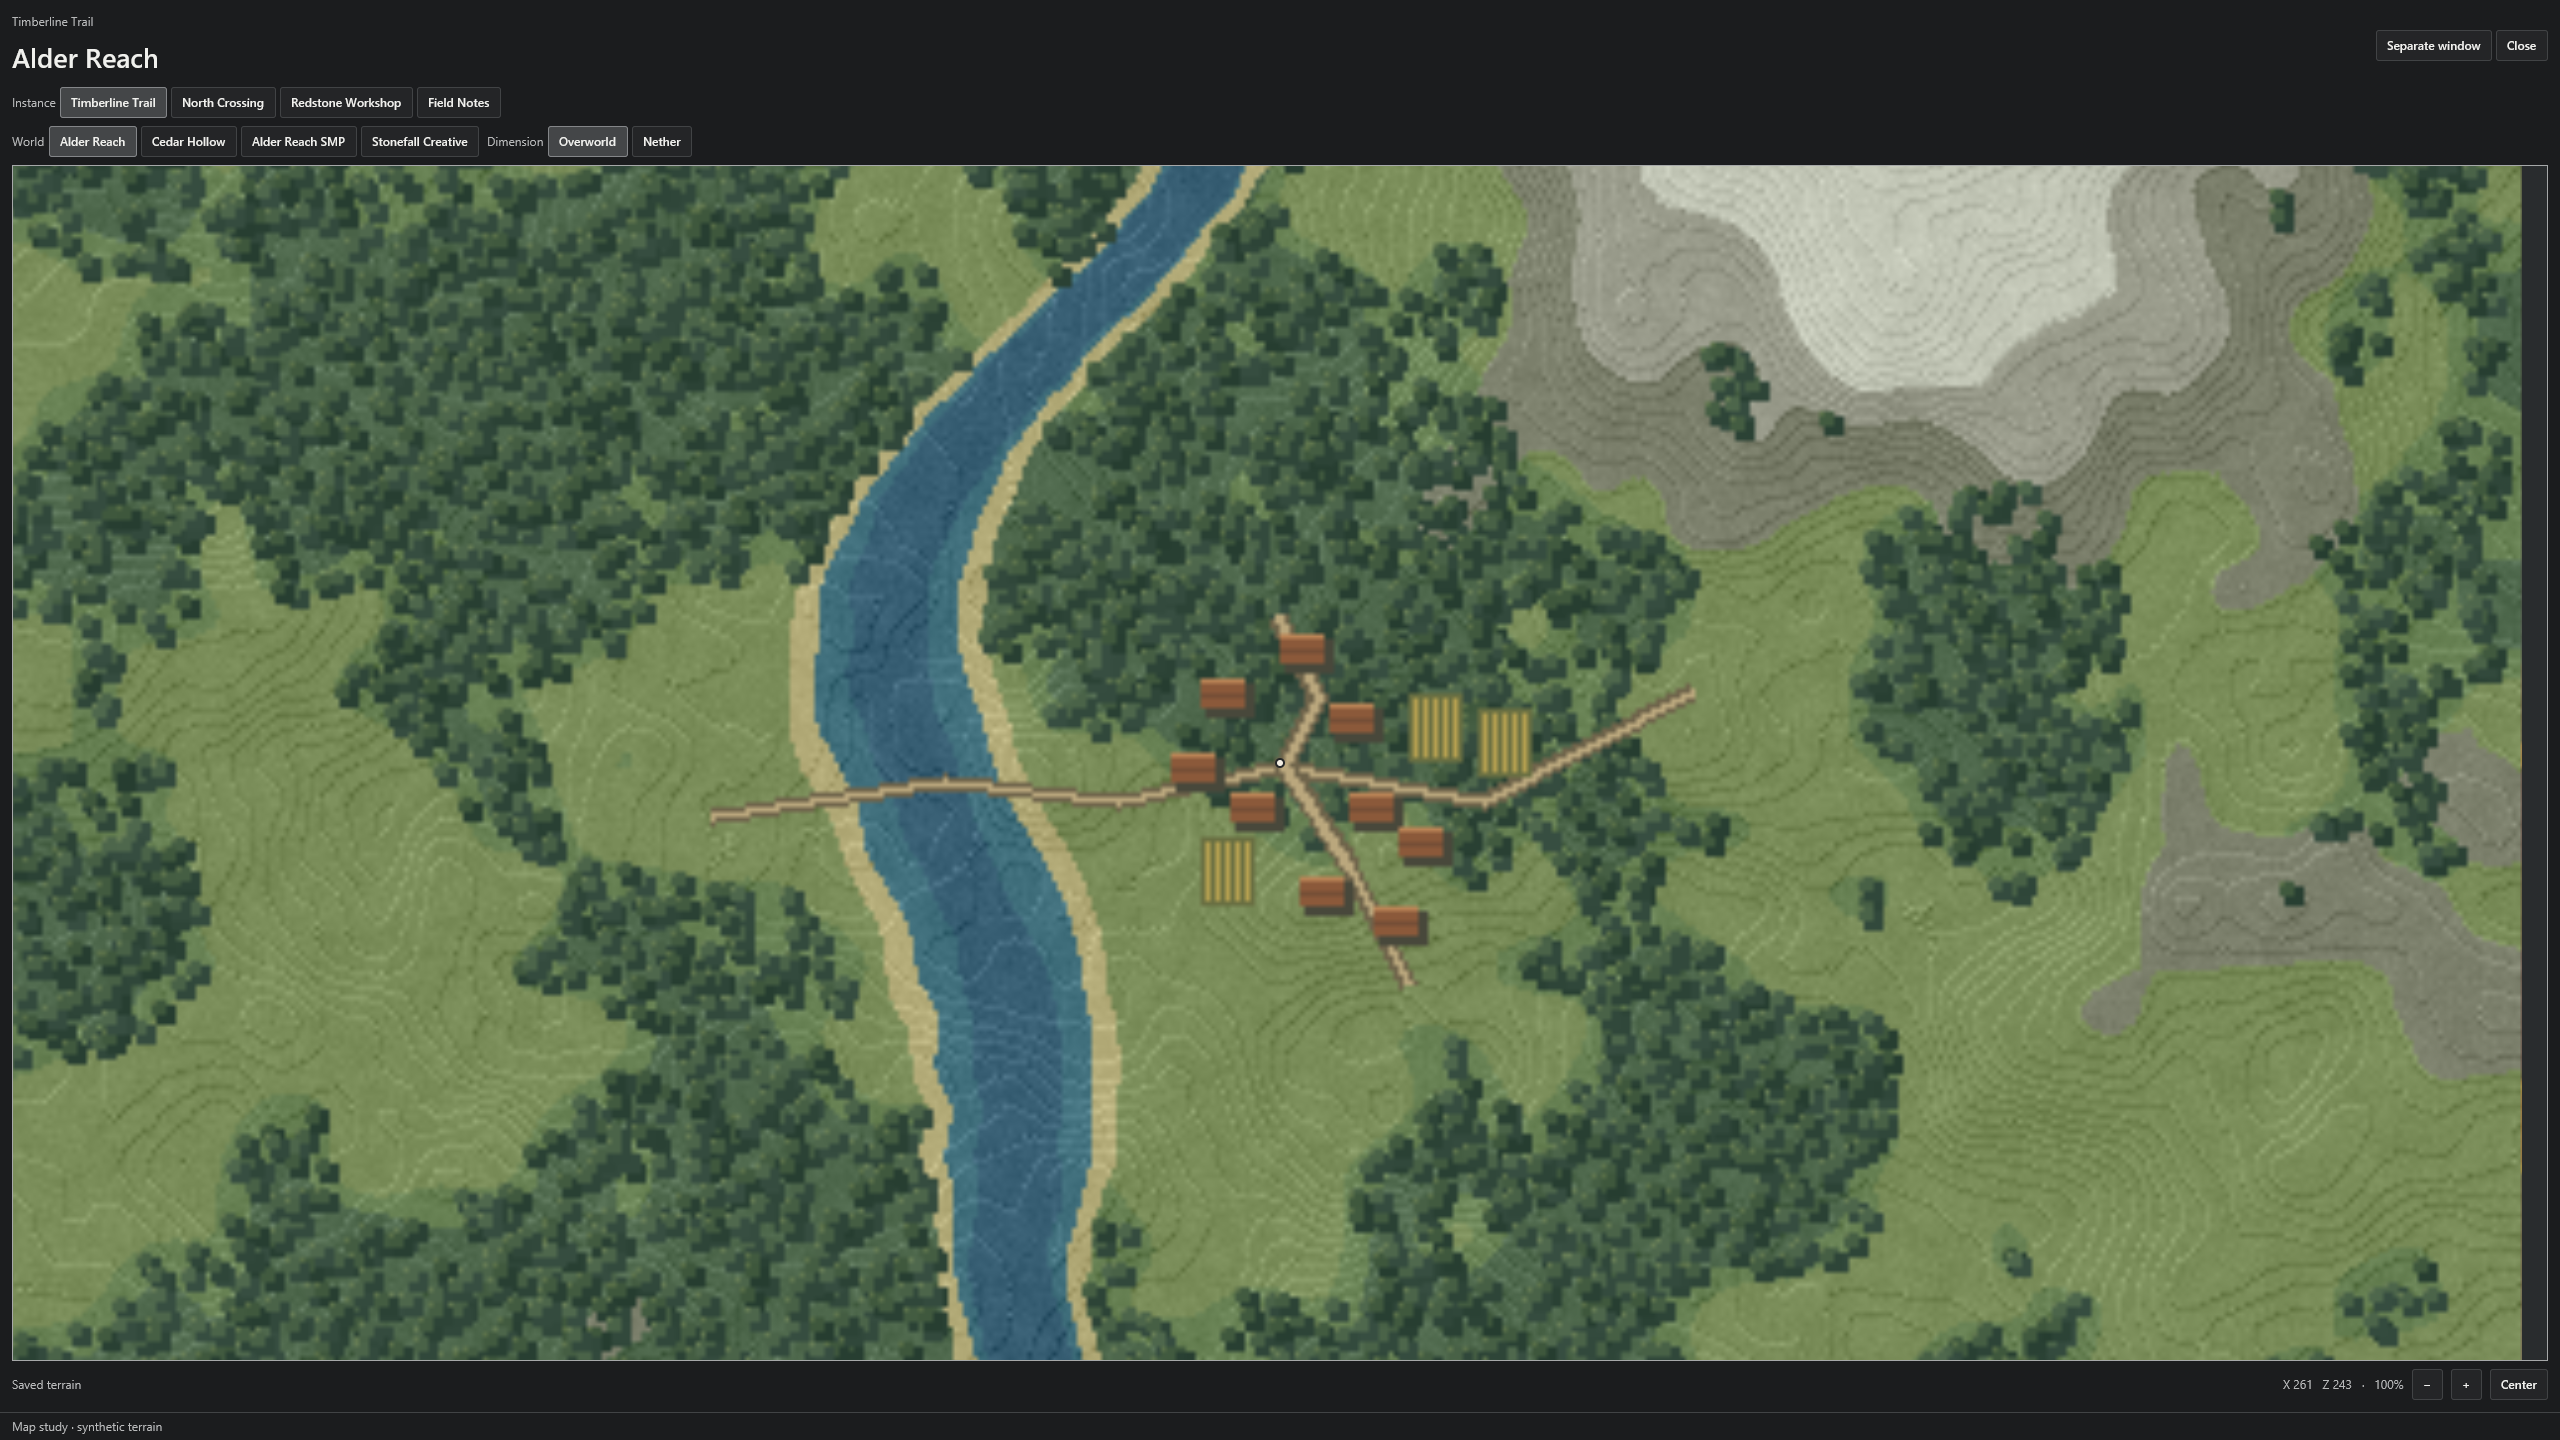 Timberline Trail
Alder Reach
Separate window Close
Instance Timberline Trail North Crossing Redstone Workshop Field Notes
World Alder Reach Cedar Hollow Alder Reach SMP Stonefall Creative Dimension Overworld Nether
Saved terrain
X 261 Z 243 · 100% − + Center
Map study · synthetic terrain